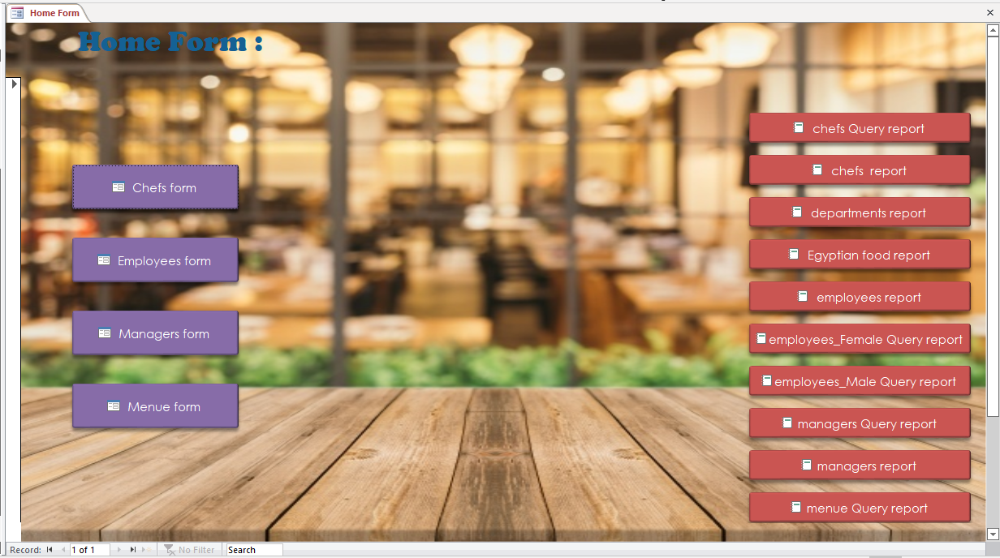 Home Form
Home Form :
Chefs form
Employees form
Managers form
Menue form
chefs Query report
chefs report
departments report
Egyptian food report
employees report
employees_Female Query report
employees_Male Query report
managers Query report
managers report
menue Query report
Record: 1 of 1 No Filter Search